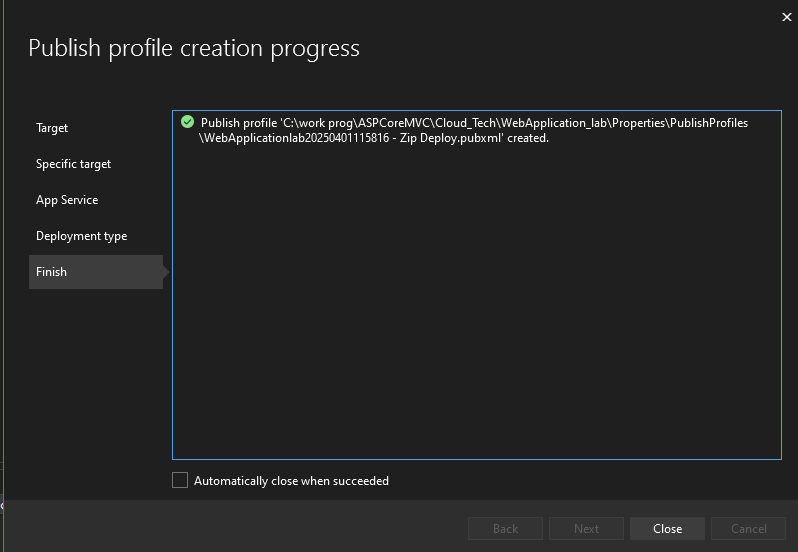 Publish profile creation progress
Target
Specific target
App Service
Deployment type
Finish
Publish profile 'C:\work prog\ASPCoreMVC\Cloud_Tech\WebApplication_lab\Properties\PublishProfiles
\WebApplicationlab20250401115816 - Zip Deploy.pubxml' created.
Automatically close when succeeded
Back
Next
Close
Cancel